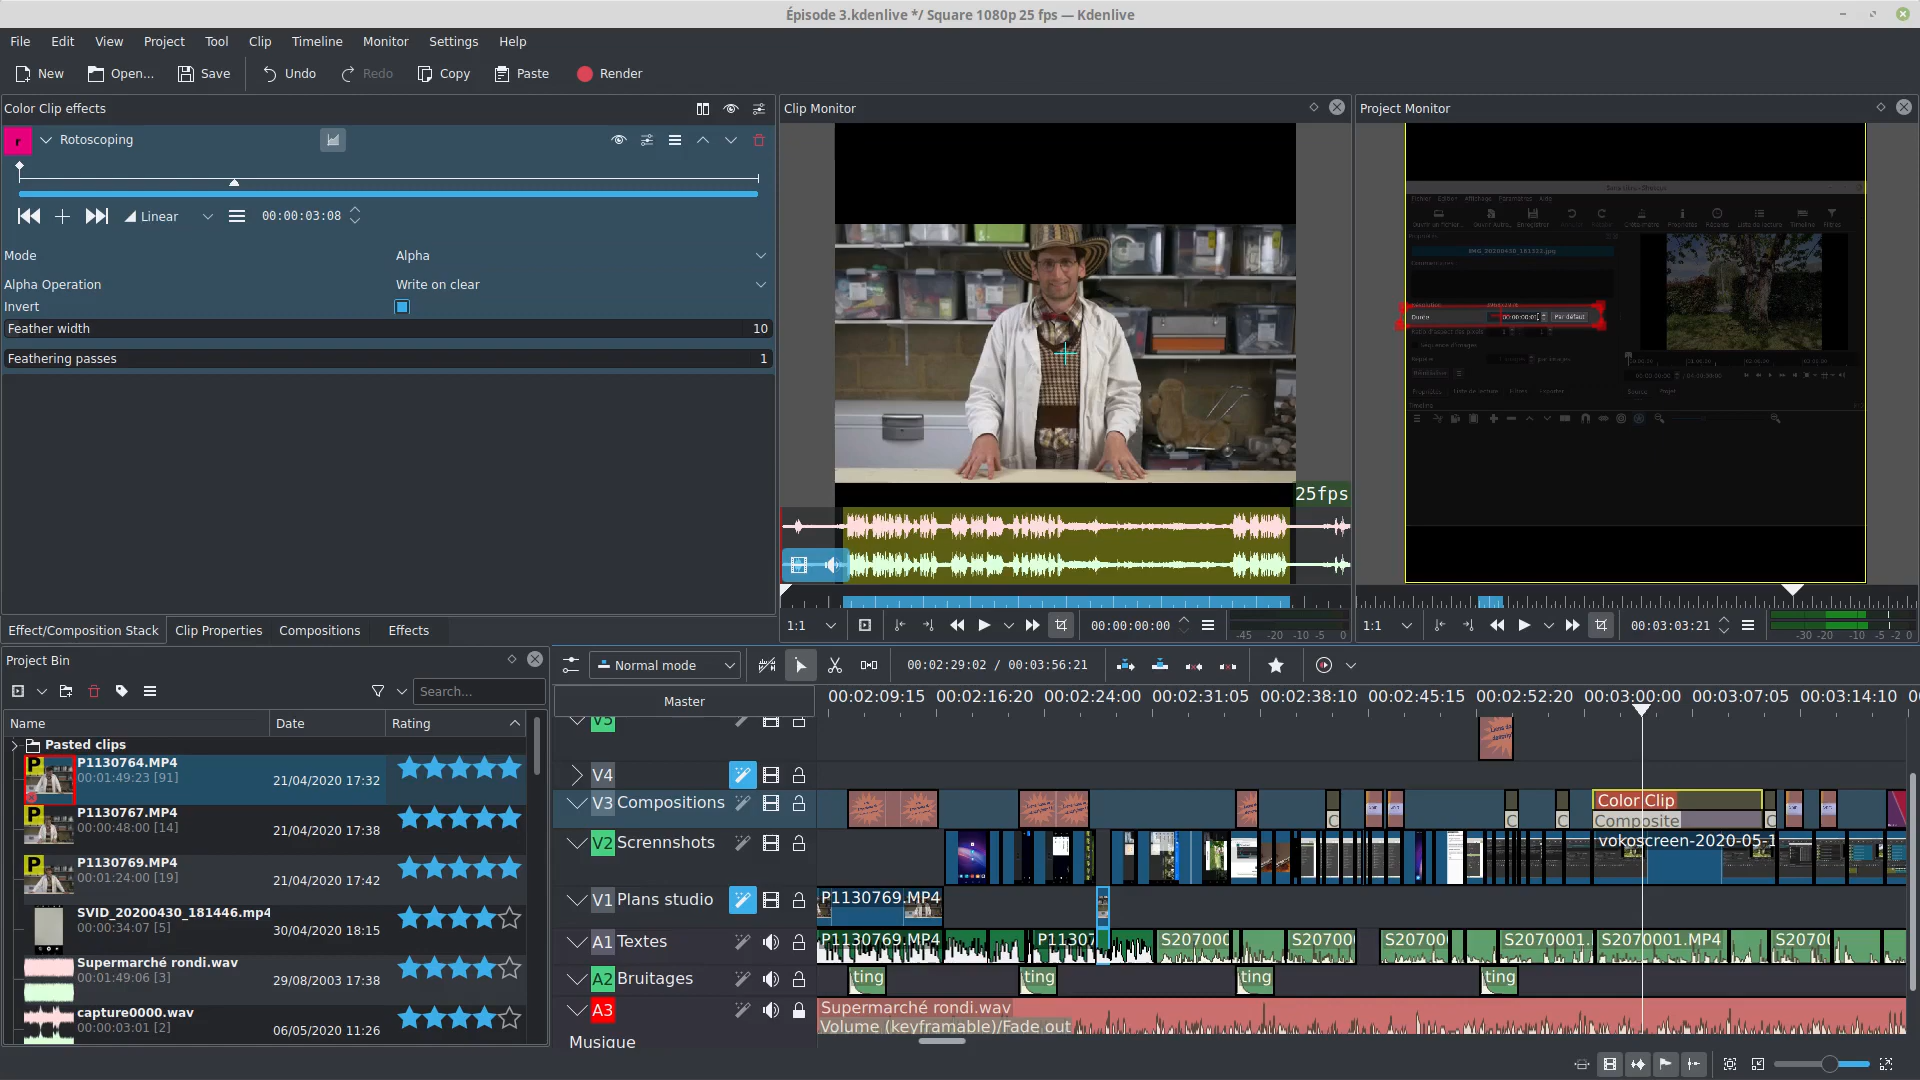 Épisode 3.kdenlive */ Square 1080p 25 fps — Kdenlive
File Edit View Project Tool Clip Timeline Monitor Settings Help
New Open... Save Undo Redo Copy Paste Render
Color Clip effects
r Rotoscoping
Linear 00:00:03:08
Mode Alpha
Alpha Operation Write on clear
Invert
Feather width 10
Feathering passes 1
Effect/Composition Stack Clip Properties Compositions Effects
Clip Monitor
25fps
1:1 00:00:00:00 -45 -20 -10 -5 0
Project Monitor
IMG_20200430_181322.jpg
Durée 00:00:00:01 Par défaut
1:1 00:03:03:21 -30 -20 -10 -5 -2 0
Project Bin
Search...
Name Date Rating
Pasted clips
P P1130764.MP4
00:01:49:23 [91] 21/04/2020 17:32
P P1130767.MP4
00:00:48:00 [14] 21/04/2020 17:38
P P1130769.MP4
00:01:24:00 [19] 21/04/2020 17:42
SVID_20200430_181446.mp4
00:00:34:07 [5] 30/04/2020 18:15
Supermarché rondi.wav
00:01:49:06 [3] 29/08/2003 17:38
capture0000.wav
00:00:03:01 [2] 06/05/2020 11:26
Normal mode 00:02:29:02 / 00:03:56:21
Master 00:02:09:15 00:02:16:20 00:02:24:00 00:02:31:05 00:02:38:10 00:02:45:15 00:02:52:20 00:03:00:00 00:03:07:05 00:03:14:10
V5
V4
V3 Compositions Color Clip
C C C Composite C
V2 Scrennshots vokoscreen-2020-05-1
V1 Plans studio P1130769.MP4
A1 Textes P1130769.MP4 P11307 S20700 S20700 S20700 S2070001. S2070001.MP4 S2070
A2 Bruitages ting ting ting ting
A3 Supermarché rondi.wav
Volume (keyframable)/Fade out
Musique